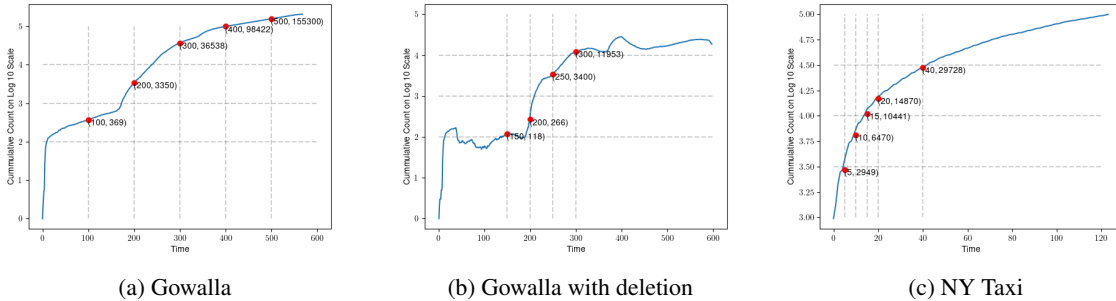 5
4
3
2
1
0
Cummulative Count on Log 10 Scale
(100, 369)
(200, 3350)
(300, 36538)
(400, 98422)
(500, 155300)
0 100 200 300 400 500 600
Time
(a) Gowalla
5
4
3
2
1
0
Cummulative Count on Log 10 Scale
(150, 118)
(200, 266)
(250, 3400)
(300, 11953)
0 100 200 300 400 500 600
Time
(b) Gowalla with deletion
5.00
4.75
4.50
4.25
4.00
3.75
3.50
3.25
3.00
Cummulative Count on Log 10 Scale
(5, 2949)
(10, 6470)
(15, 10441)
(20, 14870)
(40, 29728)
0 20 40 60 80 100 120
Time
(c) NY Taxi